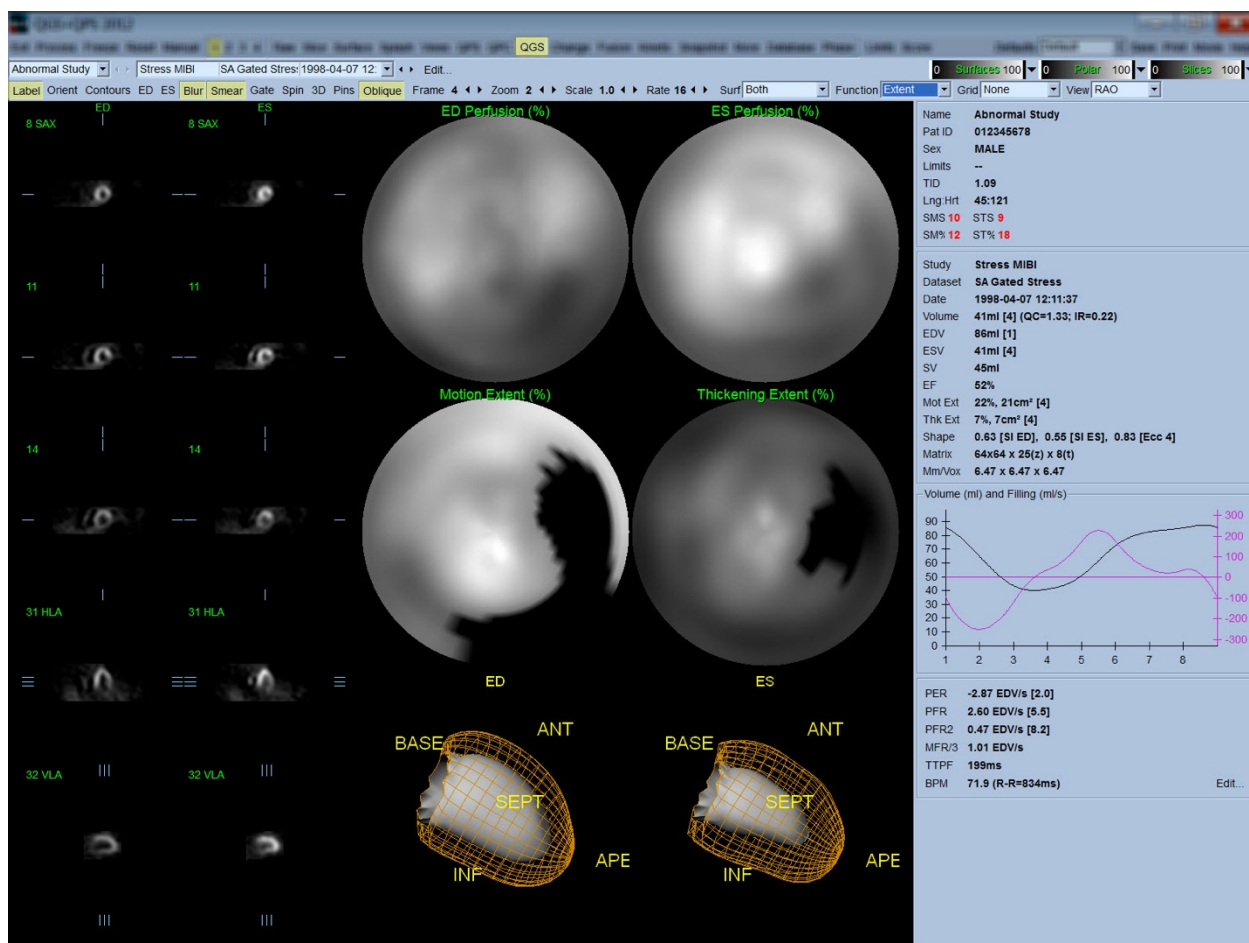 QGS+QPS 2012
QGS
Abnormal Study Stress MIBI SA Gated Stres: 1998-04-07 12: Edit... 0 Surfaces 100 0 Polar 100 0 Slices 100
Label Orient Contours ED ES Blur Smear Gate Spin 3D Pins Oblique Frame 4 Zoom 2 Scale 1.0 Rate 16 Surf Both Function Extent Grid None View RAO
ED ES
8 SAX 8 SAX
11 11
14 14
31 HLA 31 HLA
32 VLA 32 VLA
ED Perfusion (%) ES Perfusion (%)
Motion Extent (%) Thickening Extent (%)
ED ES
BASE ANT SEPT INF APE
BASE ANT SEPT INF APE
Name Abnormal Study
Pat ID 012345678
Sex MALE
Limits --
TID 1.09
Lng:Hrt 45:121
SMS 10 STS 9
SM% 12 ST% 18
Study Stress MIBI
Dataset SA Gated Stress
Date 1998-04-07 12:11:37
Volume 41ml [4] (QC=1.33; IR=0.22)
EDV 86ml [1]
ESV 41ml [4]
SV 45ml
EF 52%
Mot Ext 22%, 21cm² [4]
Thk Ext 7%, 7cm² [4]
Shape 0.63 [SI ED], 0.55 [SI ES], 0.83 [Ecc 4]
Matrix 64x64 x 25(z) x 8(t)
Mm/Vox 6.47 x 6.47 x 6.47
Volume (ml) and Filling (ml/s)
90 300
80 200
70
60 100
50 0
40
30 -100
20 -200
10
0 -300
1 2 3 4 5 6 7 8
PER -2.87 EDV/s [2.0]
PFR 2.60 EDV/s [5.5]
PFR2 0.47 EDV/s [8.2]
MFR/3 1.01 EDV/s
TTPF 199ms
BPM 71.9 (R-R=834ms) Edit...